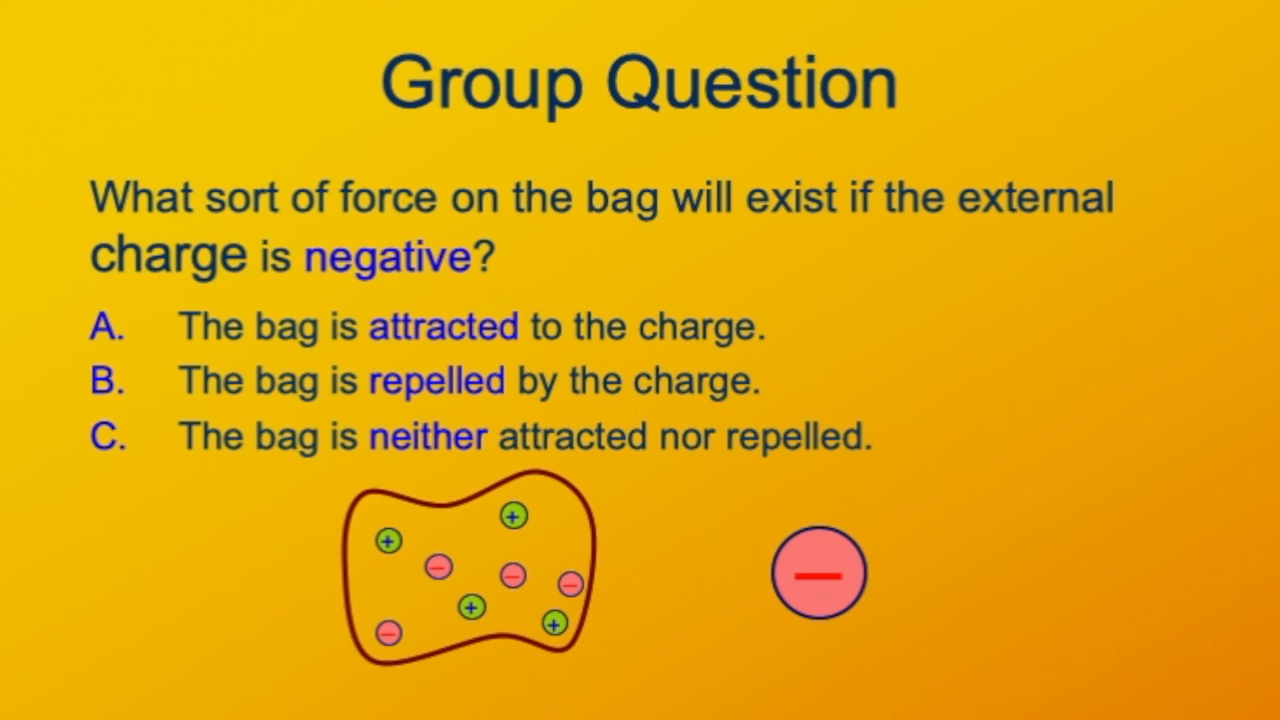 Group Question
What sort of force on the bag will exist if the external
charge is negative?
A. The bag is attracted to the charge.
B. The bag is repelled by the charge.
C. The bag is neither attracted nor repelled.
+ + − − − + + − −